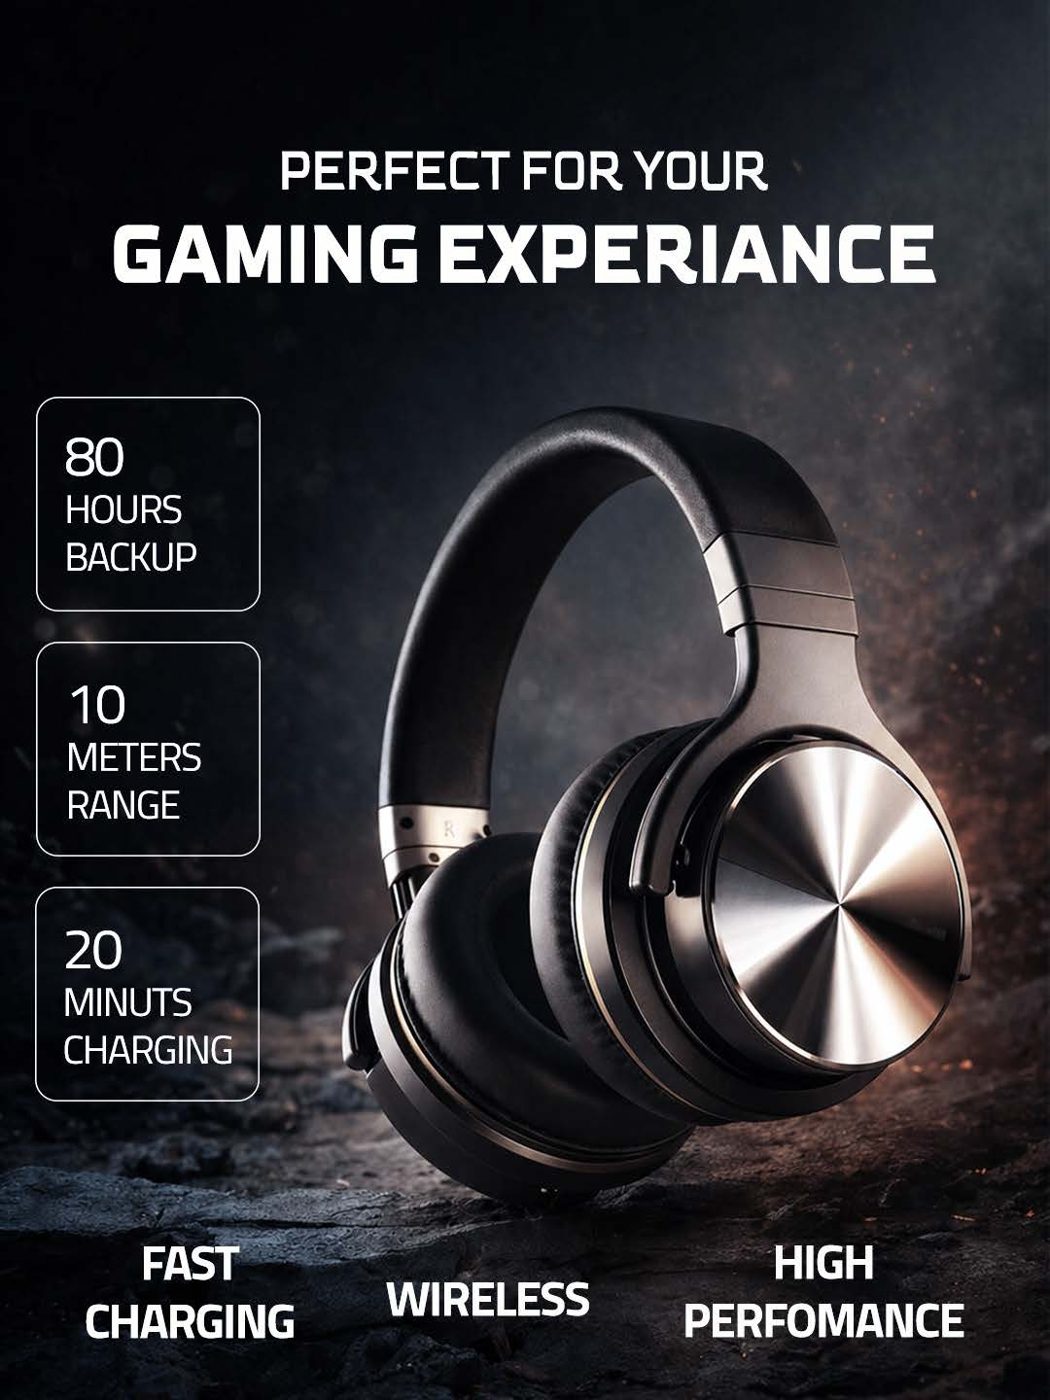 PERFECT FOR YOUR
GAMING EXPERIANCE
80
HOURS
BACKUP
10
METERS
RANGE
20
MINUTS
CHARGING
R
FAST
CHARGING
WIRELESS
HIGH
PERFOMANCE